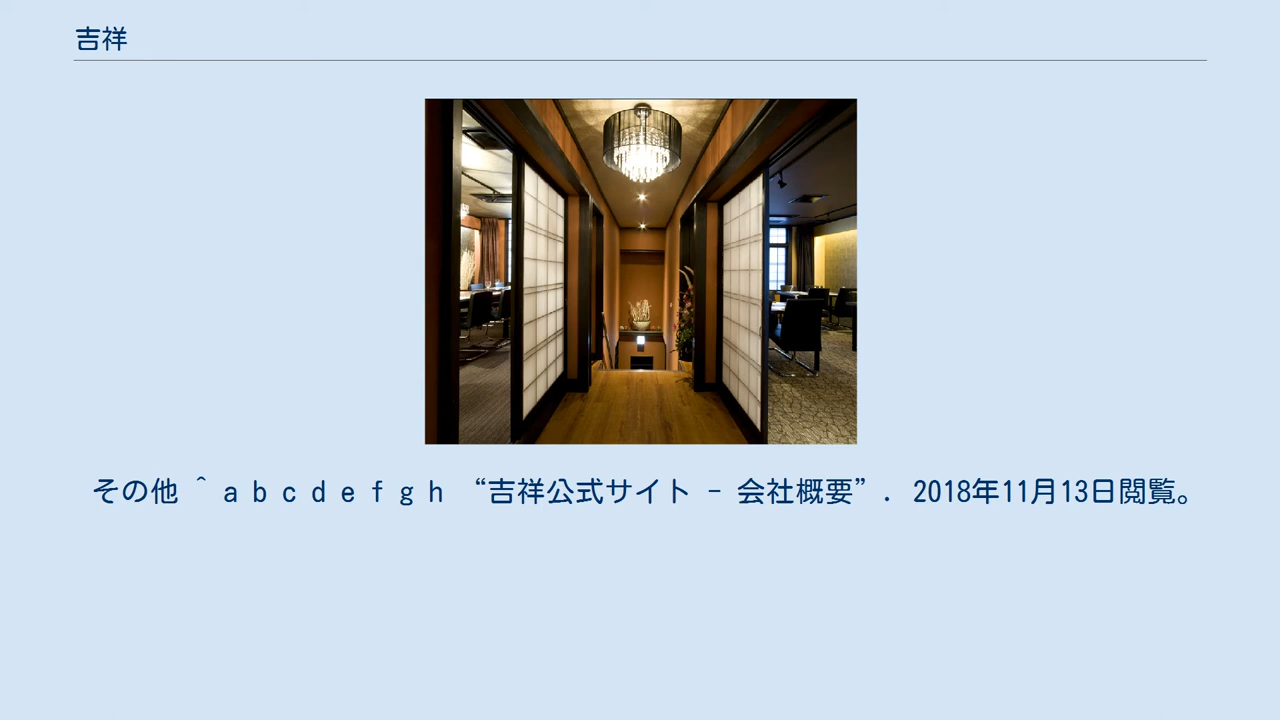 吉祥
その他 ^ a b c d e f g h “吉祥公式サイト - 会社概要”. 2018年11月13日閲覧。